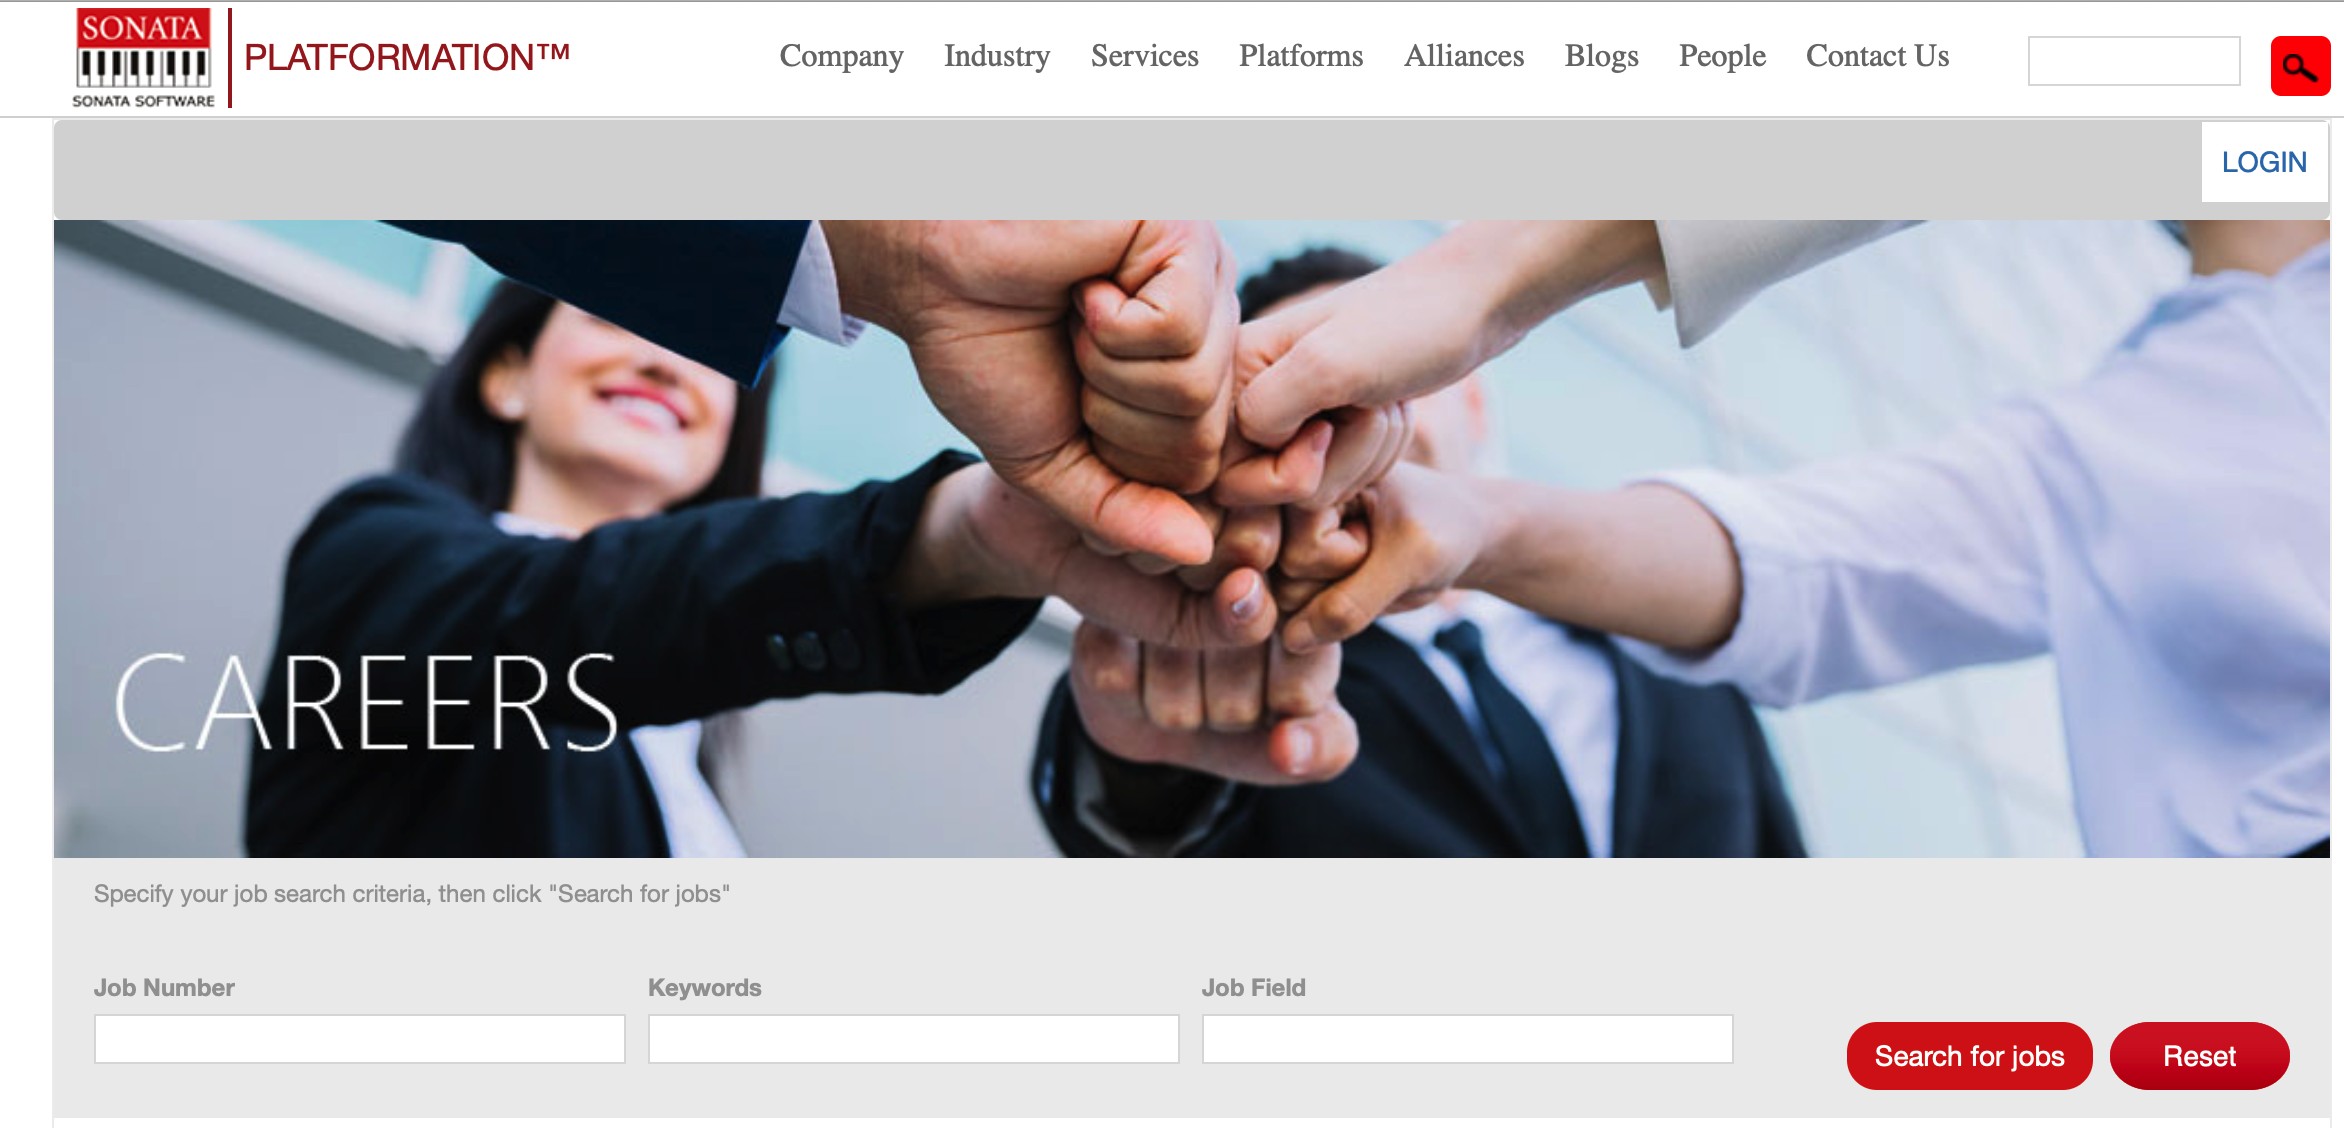 SONATA
SONATA SOFTWARE
PLATFORMATION™
Company Industry Services Platforms Alliances Blogs People Contact Us
LOGIN
CAREERS
Specify your job search criteria, then click "Search for jobs"
Job Number Keywords Job Field
Search for jobs Reset